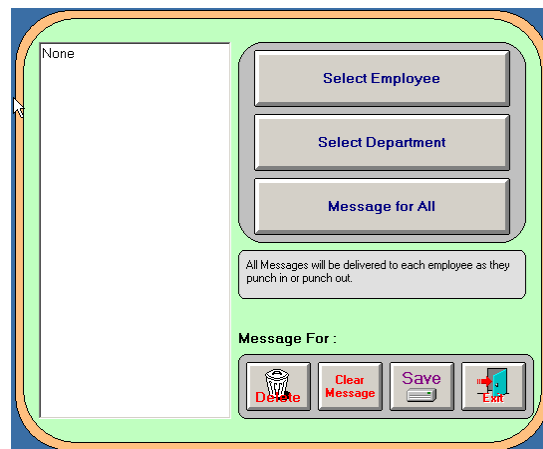 None
Select Employee
Select Department
Message for All
All Messages will be delivered to each employee as they
punch in or punch out.
Message For :
Delete
Clear
Message
Save
Exit